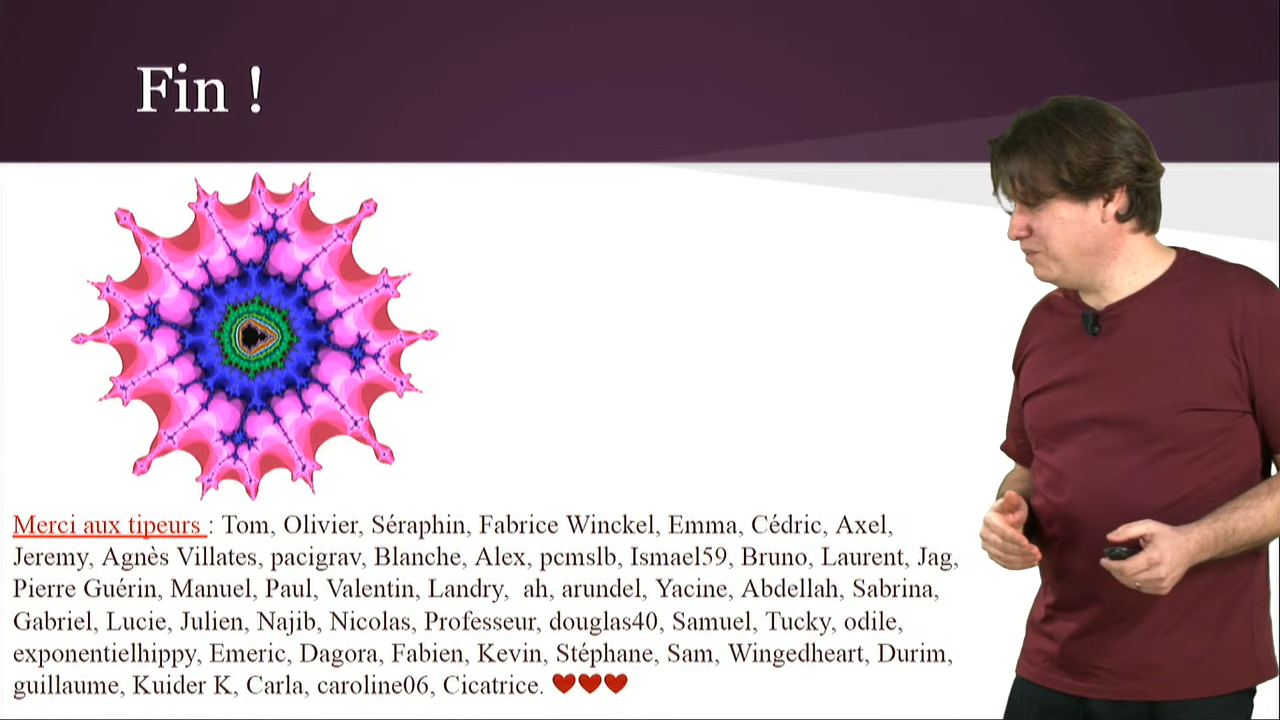 Fin !
Merci aux tipeurs : Tom, Olivier, Séraphin, Fabrice Winckel, Emma, Cédric, Axel,
Jeremy, Agnès Villates, pacigrav, Blanche, Alex, pcmslb, Ismael59, Bruno, Laurent, Jag,
Pierre Guérin, Manuel, Paul, Valentin, Landry, ah, arundel, Yacine, Abdellah, Sabrina,
Gabriel, Lucie, Julien, Najib, Nicolas, Professeur, douglas40, Samuel, Tucky, odile,
exponentielhippy, Emeric, Dagora, Fabien, Kevin, Stéphane, Sam, Wingedheart, Durim,
guillaume, Kuider K, Carla, caroline06, Cicatrice. ❤❤❤